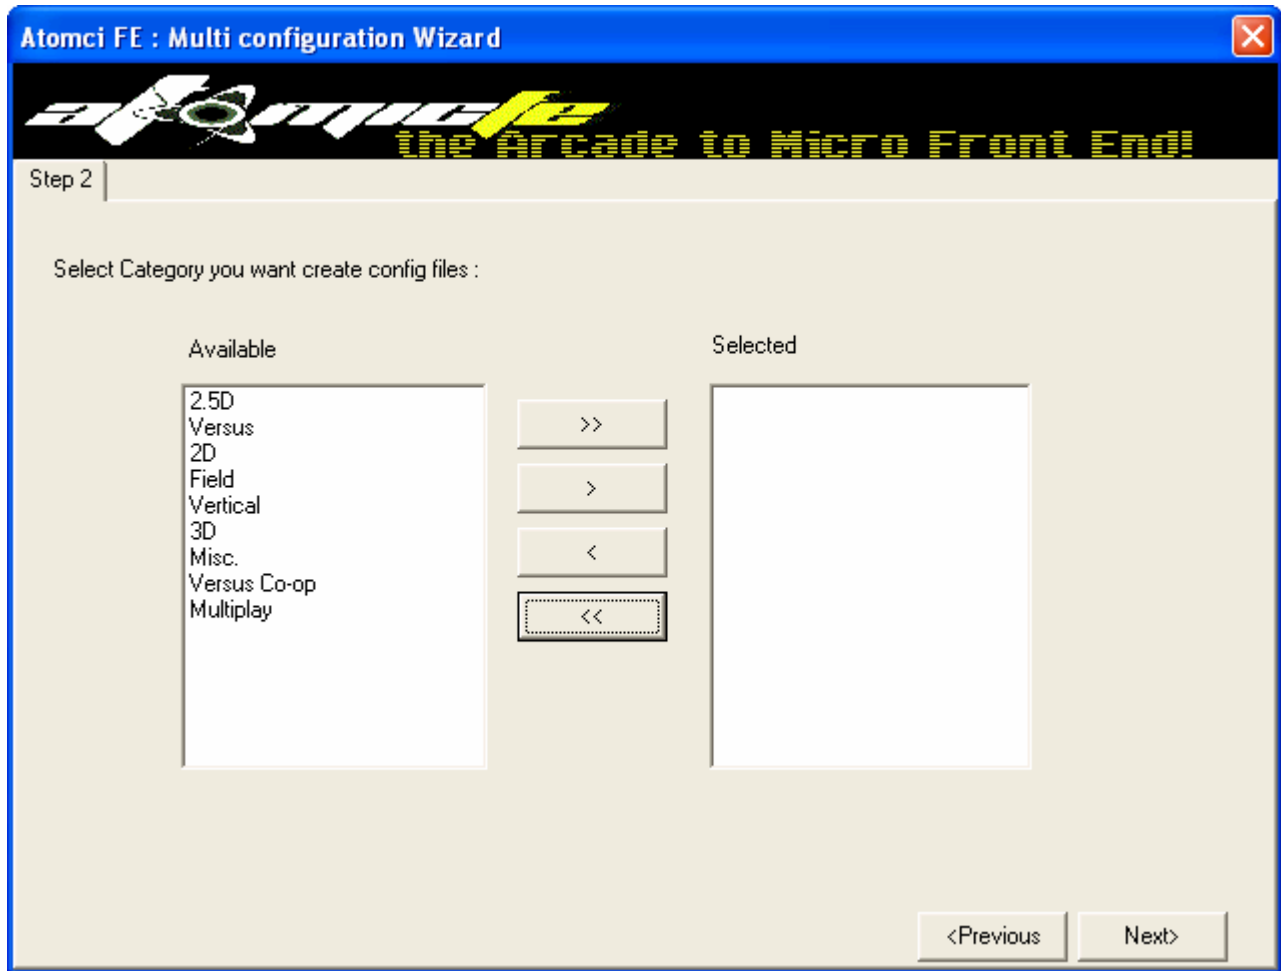 Atomci FE : Multi configuration Wizard
atomicfe
the Arcade to Micro Front End!
Step 2
Select Category you want create config files :
Available
Selected
2.5D
Versus
2D
Field
Vertical
3D
Misc.
Versus Co-op
Multiplay
>>
>
<
<<
<Previous
Next>